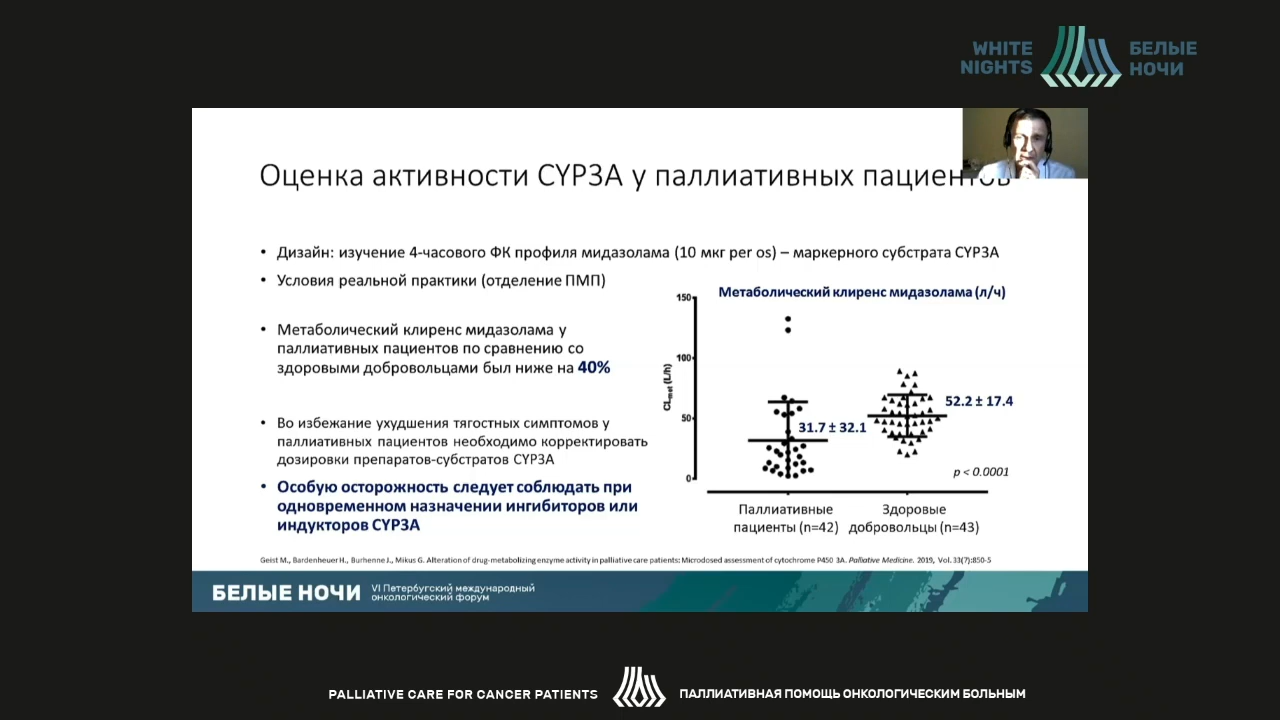 WHITE
NIGHTS
БЕЛЫЕ
НОЧИ
Оценка активности CYP3A у паллиативных пациентов
• Дизайн: изучение 4-часового ФК профиля мидазолама (10 мкг per os) – маркерного субстрата CYP3A
• Условия реальной практики (отделение ПМП)
• Метаболический клиренс мидазолама у
паллиативных пациентов по сравнению со
здоровыми добровольцами был ниже на 40%
• Во избежание ухудшения тягостных симптомов у
паллиативных пациентов необходимо корректировать
дозировки препаратов-субстратов CYP3A
• Особую осторожность следует соблюдать при
одновременном назначении ингибиторов или
индукторов CYP3A
Метаболический клиренс мидазолама (л/ч)
150
100
50
0
CLmet (L/h)
31.7 ± 32.1
52.2 ± 17.4
p < 0.0001
Паллиативные
пациенты (n=42)
Здоровые
добровольцы (n=43)
Geist M., Bardenheuer H., Burhenne J., Mikus G. Alteration of drug-metabolizing enzyme activity in palliative care patients: Microdosed assessment of cytochrome P450 3A. Palliative Medicine. 2019, Vol. 33(7):850-5
БЕЛЫЕ НОЧИ
VI Петербургский международный
онкологический форум
PALLIATIVE CARE FOR CANCER PATIENTS
ПАЛЛИАТИВНАЯ ПОМОЩЬ ОНКОЛОГИЧЕСКИМ БОЛЬНЫМ